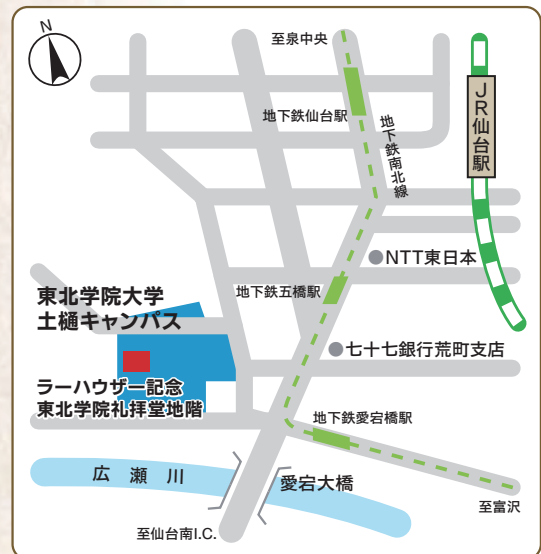 N
至泉中央
地下鉄仙台駅
地下鉄南北線
JR仙台駅
●NTT東日本
地下鉄五橋駅
東北学院大学
土樋キャンパス
●七十七銀行荒町支店
ラーハウザー記念
東北学院礼拝堂地階
地下鉄愛宕橋駅
広瀬川
愛宕大橋
至富沢
至仙台南I.C.